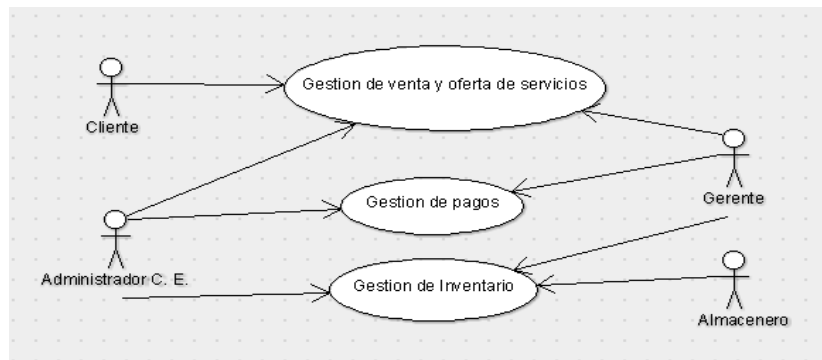 Gestion de venta y oferta de servicios
Cliente
Gerente
Gestion de pagos
Administrador C. E.
Gestion de Inventario
Almacenero